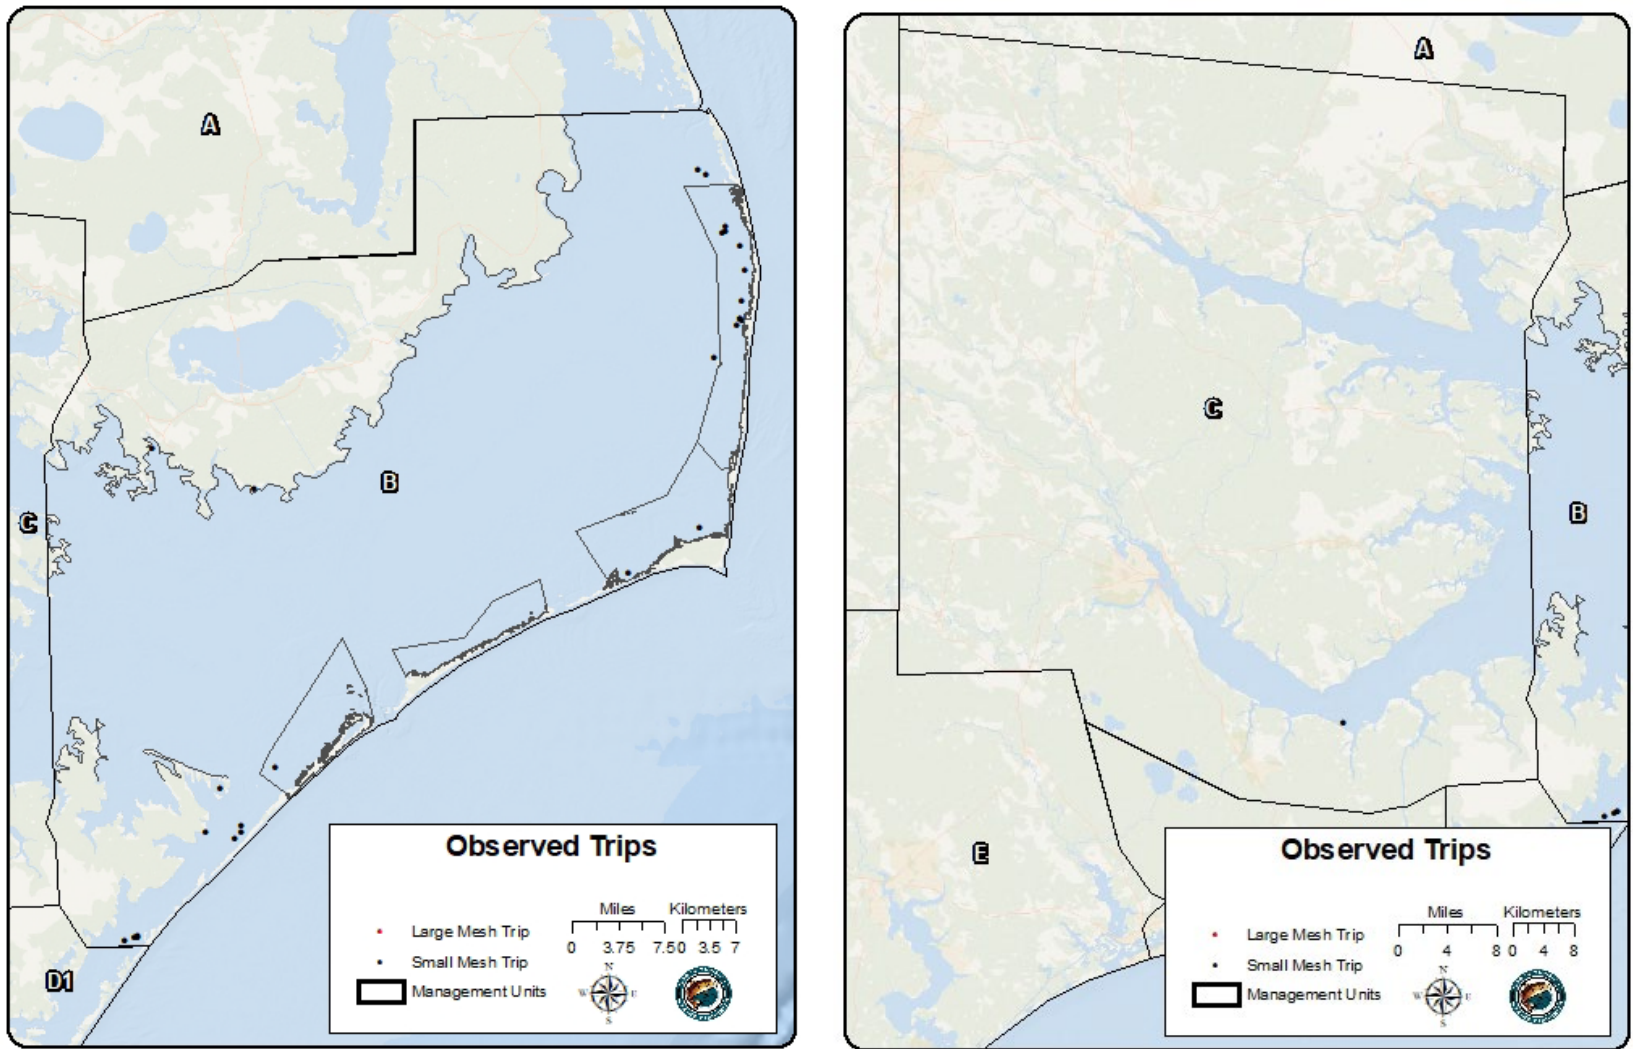 A
B
C
D1
Observed Trips
Miles Kilometers
0 3.75 7.50 3.5 7
Large Mesh Trip
Small Mesh Trip
Management Units
N
W E
S
A
C
B
E
Observed Trips
Miles Kilometers
0 4 8 0 4 8
Large Mesh Trip
Small Mesh Trip
Management Units
N
W E
S